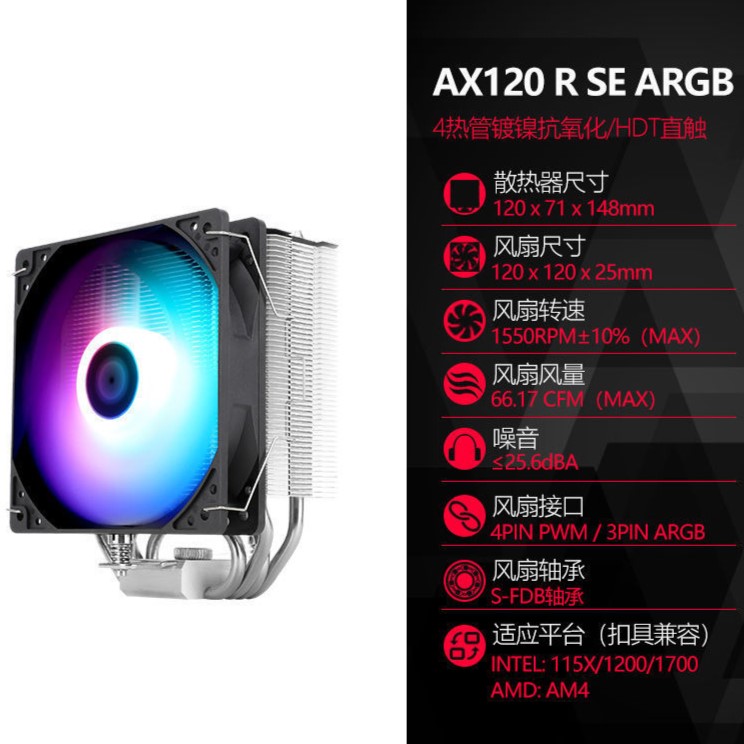 AX120 R SE ARGB
4热管镀镍抗氧化/HDT直触
散热器尺寸
120 x 71 x 148mm
风扇尺寸
120 x 120 x 25mm
风扇转速
1550RPM±10%（MAX）
风扇风量
66.17 CFM（MAX）
噪音
≤25.6dBA
风扇接口
4PIN PWM / 3PIN ARGB
风扇轴承
S-FDB轴承
适应平台（扣具兼容）
INTEL: 115X/1200/1700
AMD: AM4